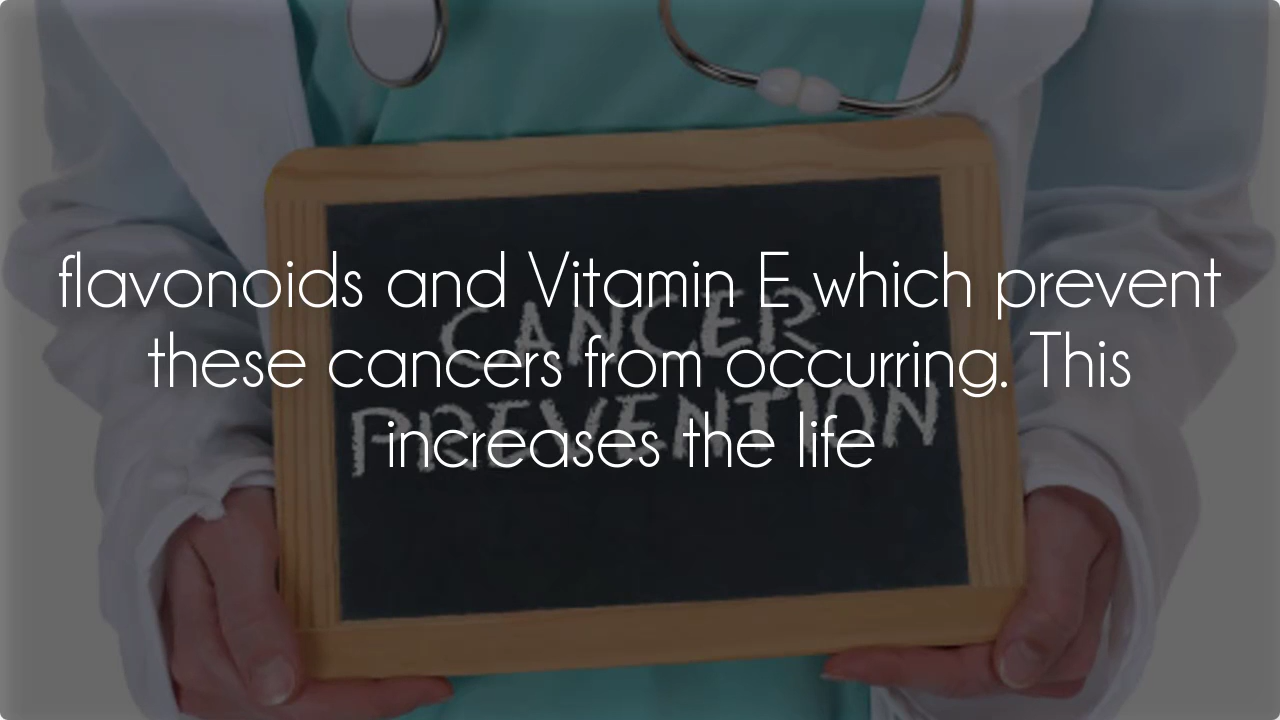 flavonoids and Vitamin E which prevent
CANCER
these cancers from occurring. This
PREVENTION
increases the life